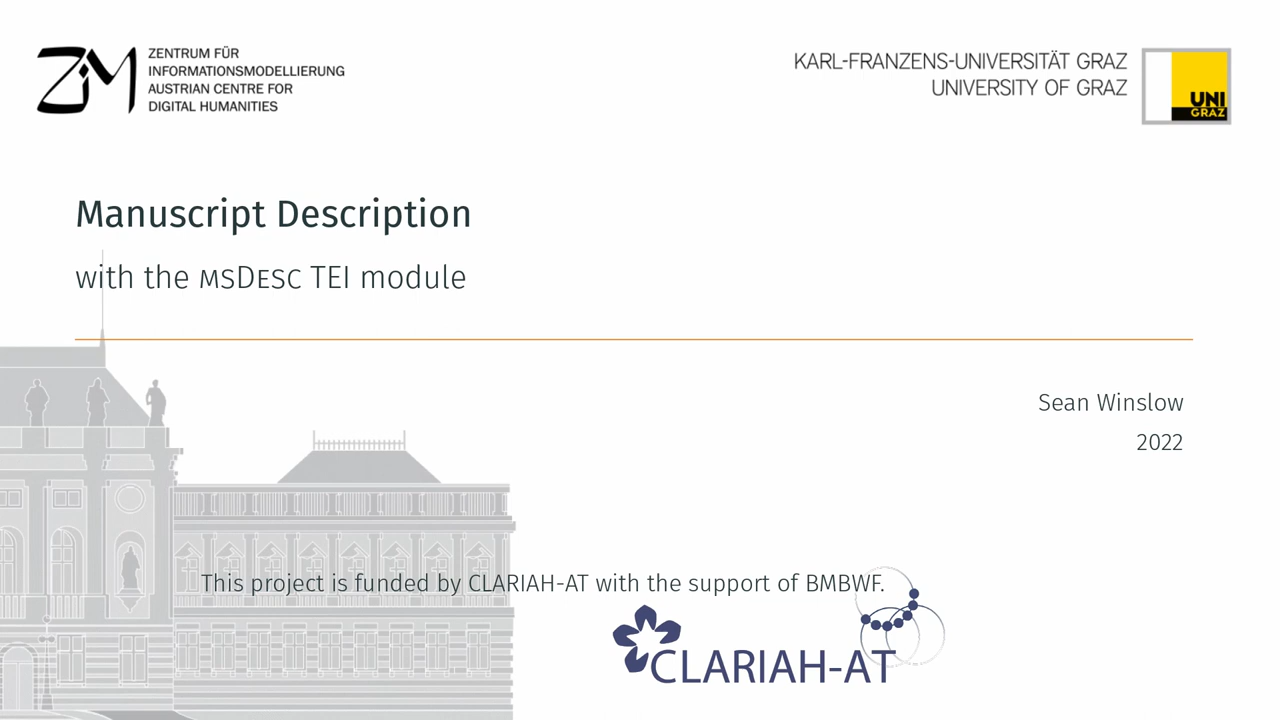 ZiM
ZENTRUM FÜR
INFORMATIONSMODELLIERUNG
AUSTRIAN CENTRE FOR
DIGITAL HUMANITIES
KARL-FRANZENS-UNIVERSITÄT GRAZ
UNIVERSITY OF GRAZ
UNI
GRAZ
Manuscript Description
with the MSDESC TEI module
Sean Winslow
2022
This project is funded by CLARIAH-AT with the support of BMBWF.
CLARIAH-AT